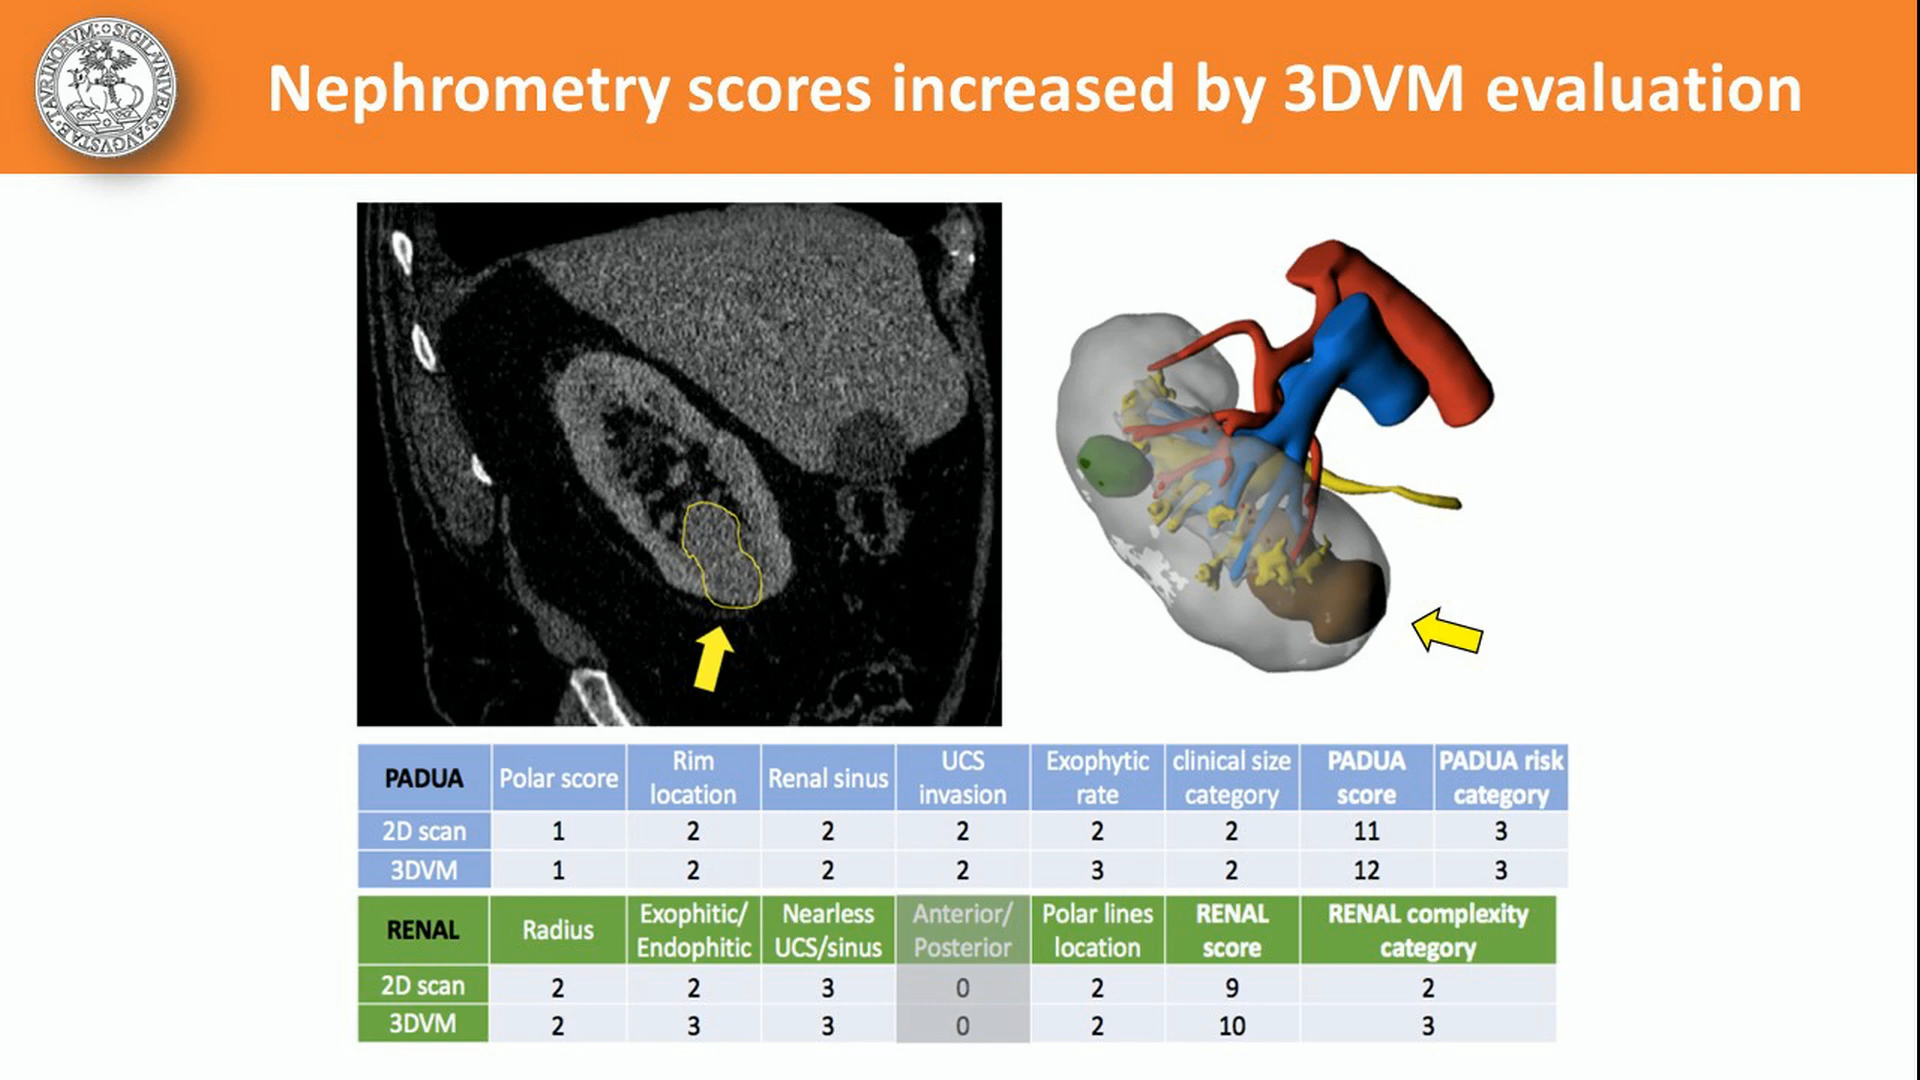 Nephrometry scores increased by 3DVM evaluation
AVGVSTAE·TAVRINORVM·SIGILL·VNIVERS
PADUA Polar score Rim location Renal sinus UCS invasion Exophytic rate clinical size category PADUA score PADUA risk category
2D scan 1 2 2 2 2 2 11 3
3DVM 1 2 2 2 3 2 12 3
RENAL Radius Exophitic/ Endophitic Nearless UCS/sinus Anterior/ Posterior Polar lines location RENAL score RENAL complexity category
2D scan 2 2 3 0 2 9 2
3DVM 2 3 3 0 2 10 3